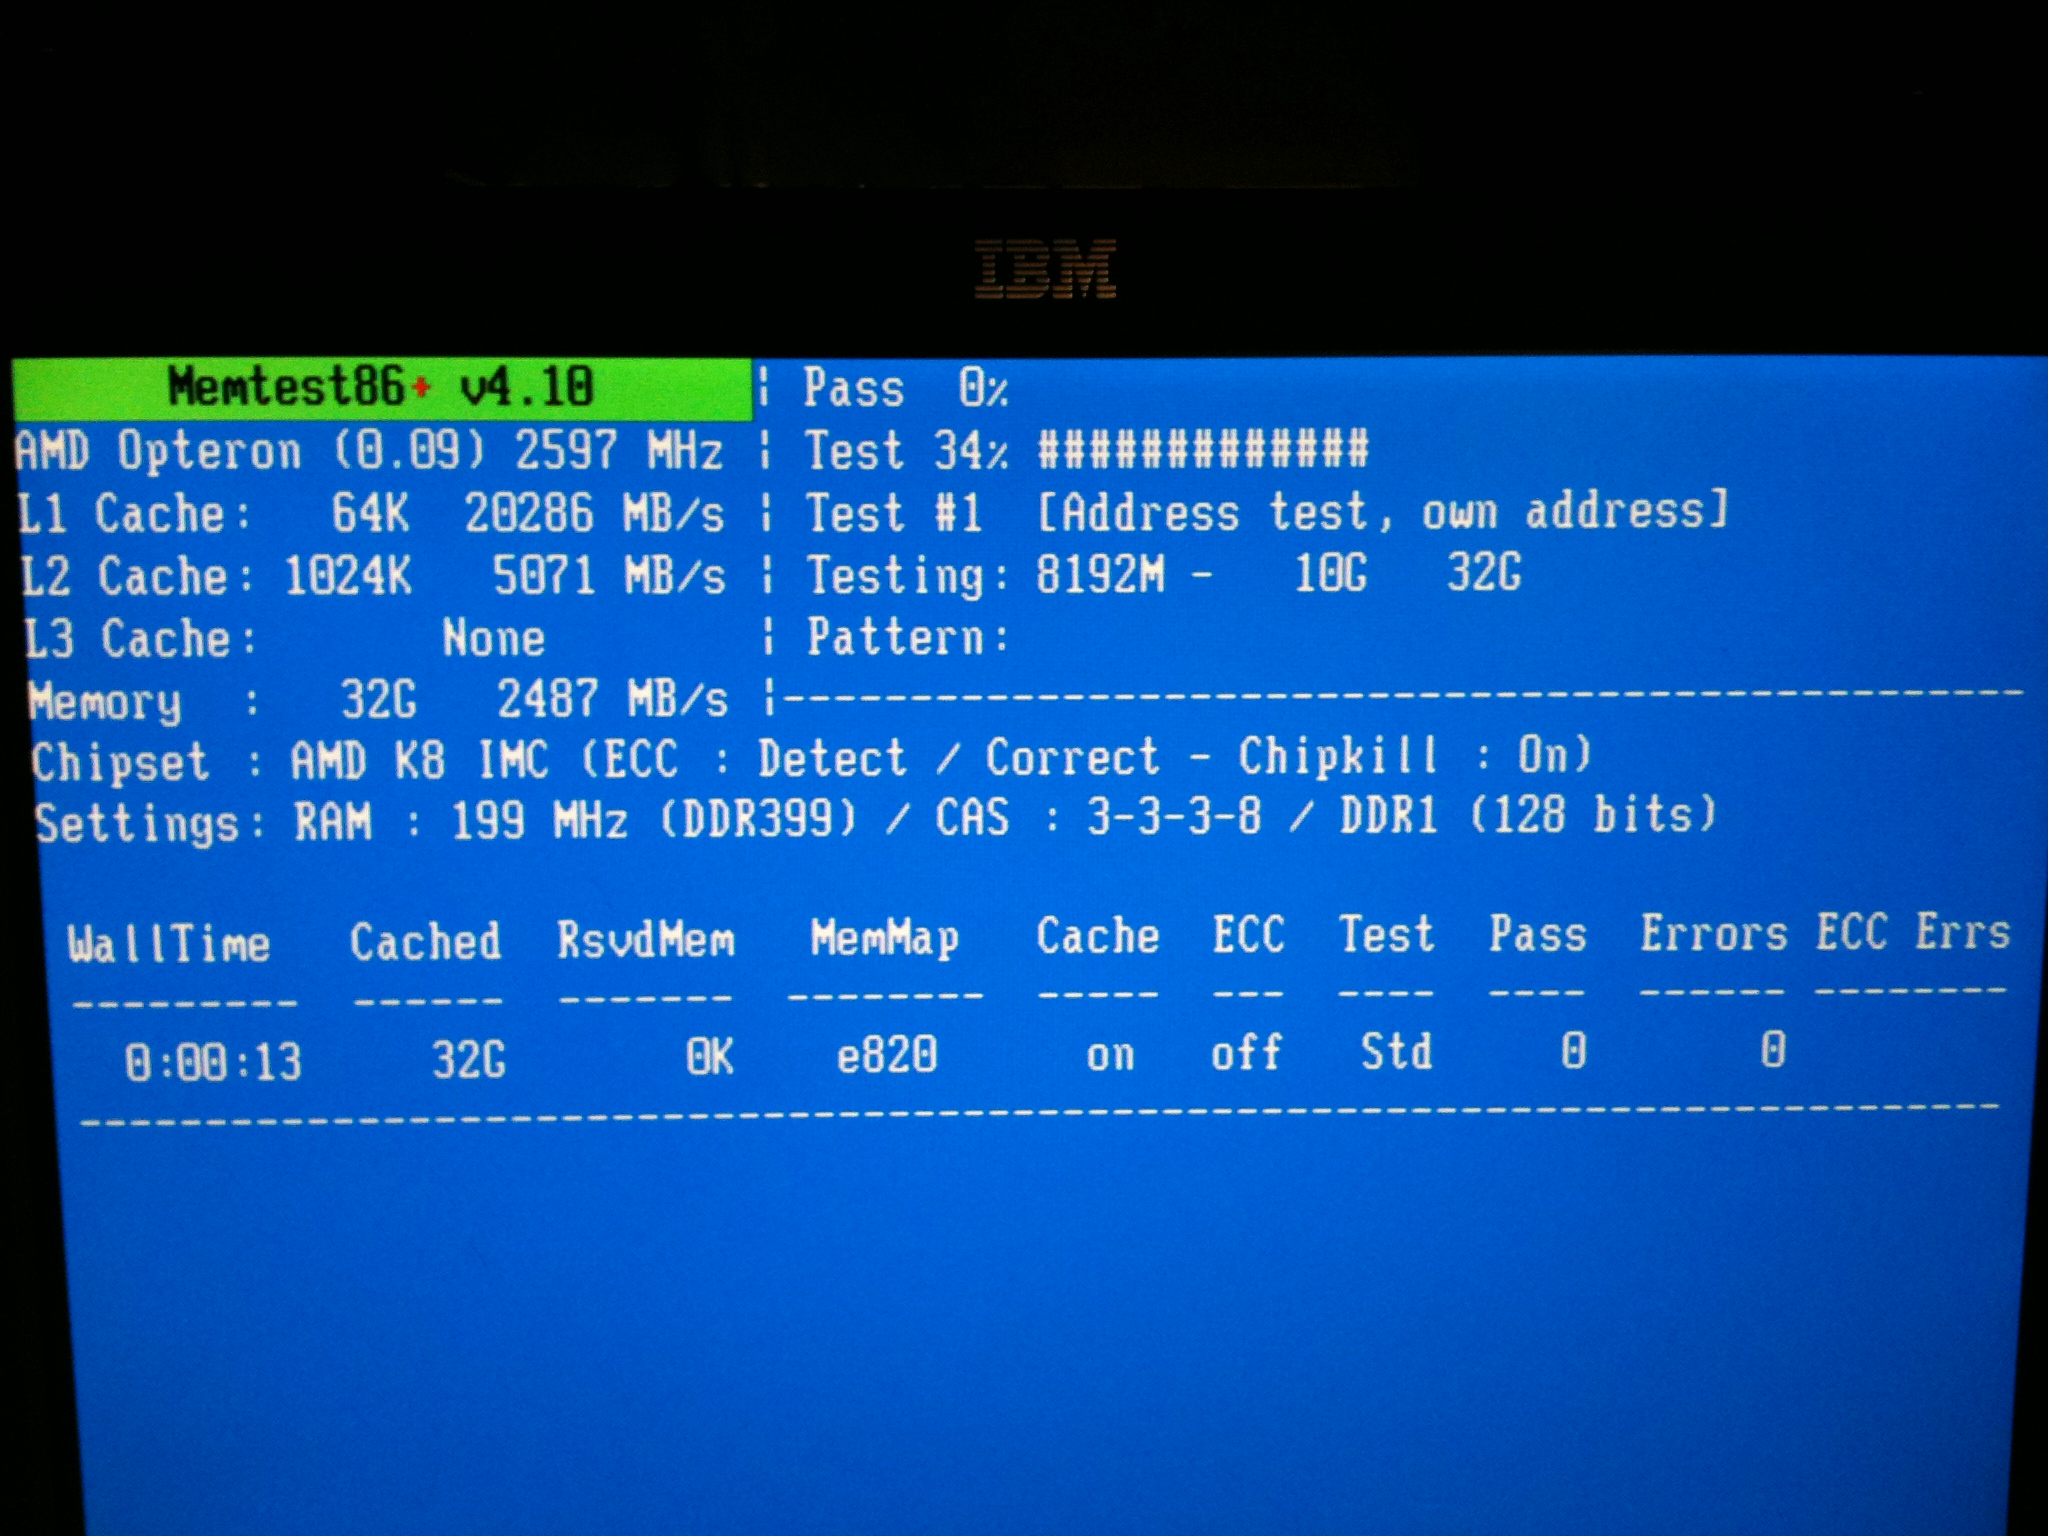 IBM
Memtest86+ v4.10 | Pass 0%
AMD Opteron (0.09) 2597 MHz | Test 34% #############
L1 Cache: 64K 20286 MB/s | Test #1 [Address test, own address]
L2 Cache: 1024K 5071 MB/s | Testing: 8192M - 10G 32G
L3 Cache: None | Pattern:
Memory : 32G 2487 MB/s |-------------------------------------------------
Chipset : AMD K8 IMC (ECC : Detect / Correct - Chipkill : On)
Settings: RAM : 199 MHz (DDR399) / CAS : 3-3-3-8 / DDR1 (128 bits)
WallTime Cached RsvdMem MemMap Cache ECC Test Pass Errors ECC Errs
--------- ------ ------- -------- ----- --- ---- ---- ------ --------
0:00:13 32G 0K e820 on off Std 0 0
-----------------------------------------------------------------------------